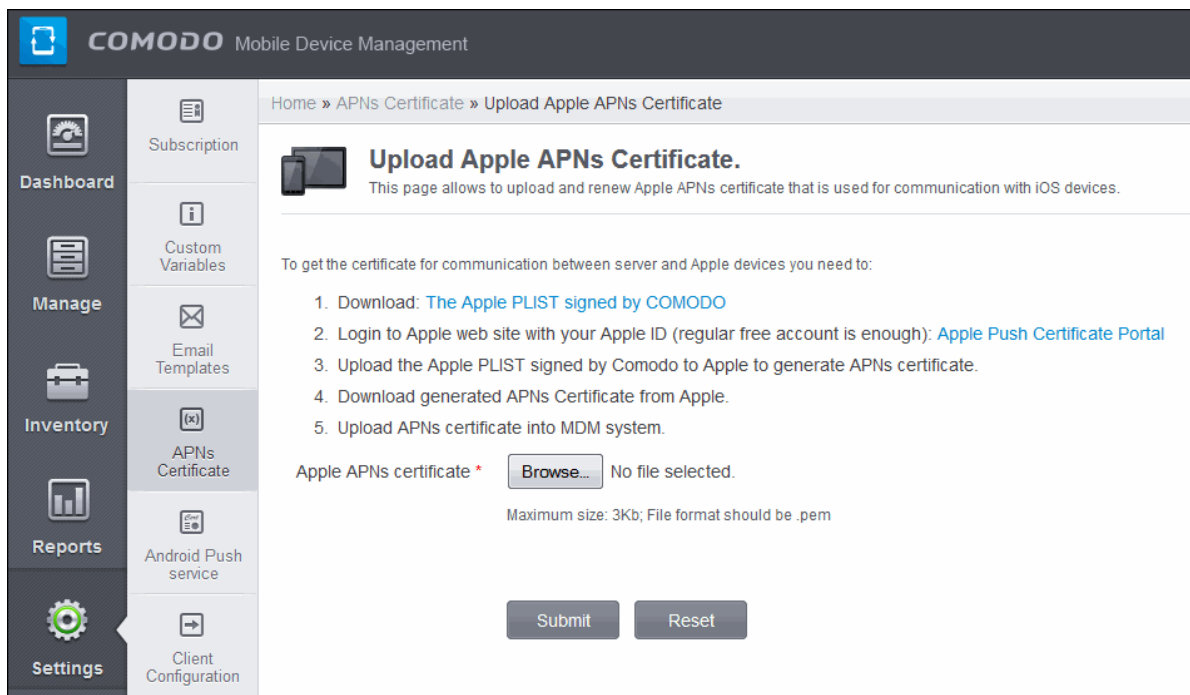 COMODO Mobile Device Management
Dashboard
Manage
Inventory
Reports
Settings
Subscription
Custom
Variables
Email
Templates
APNs
Certificate
Android Push
service
Client
Configuration
Home » APNs Certificate » Upload Apple APNs Certificate
Upload Apple APNs Certificate.
This page allows to upload and renew Apple APNs certificate that is used for communication with iOS devices.
To get the certificate for communication between server and Apple devices you need to:
1. Download: The Apple PLIST signed by COMODO
2. Login to Apple web site with your Apple ID (regular free account is enough): Apple Push Certificate Portal
3. Upload the Apple PLIST signed by Comodo to Apple to generate APNs certificate.
4. Download generated APNs Certificate from Apple.
5. Upload APNs certificate into MDM system.
Apple APNs certificate * Browse... No file selected.
Maximum size: 3Kb; File format should be .pem
Submit Reset